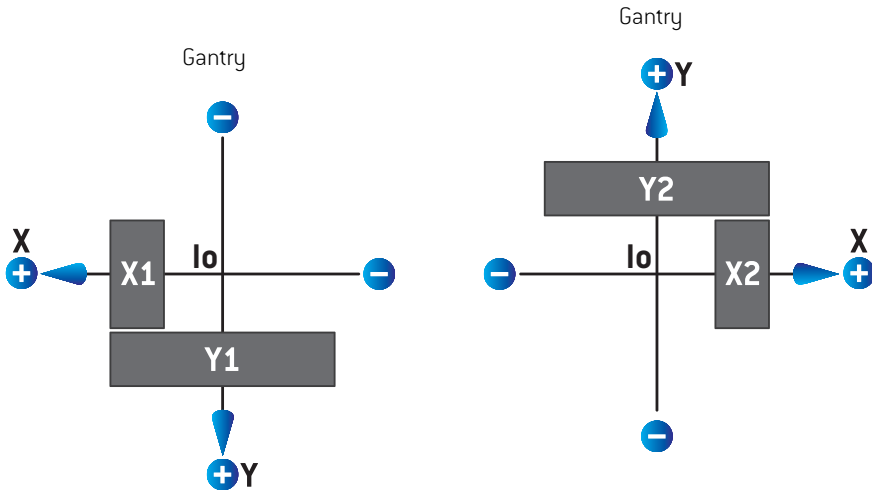 Gantry
−
X
+
X1
Io
−
Y1
+ Y
Gantry
+ Y
Y2
−
Io
X2
X
+
−